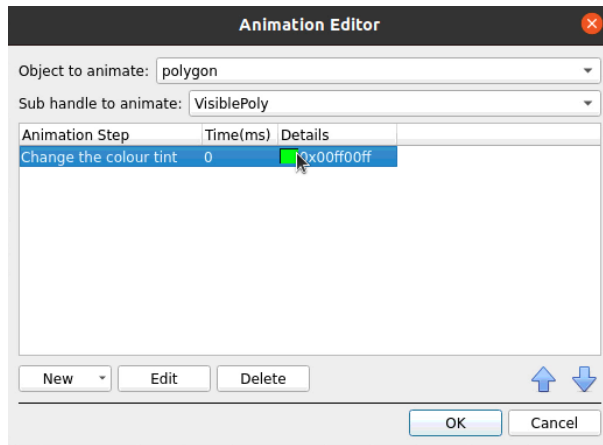 Animation Editor
Object to animate: polygon
Sub handle to animate: VisiblePoly
Animation Step Time(ms) Details
Change the colour tint 0 0x00ff00ff
New Edit Delete
OK Cancel